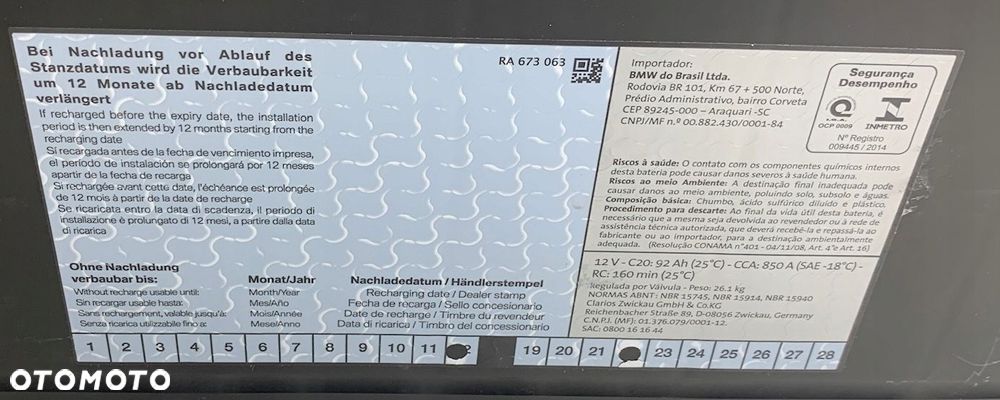 Bei Nachladung vor Ablauf des
Stanzdatums wird die Verbaubarkeit
um 12 Monate ab Nachladedatum
verlängert
If recharged before the expiry date, the installation
period is then extended by 12 months starting from the
recharging date
Si recargada antes de la fecha de vencimiento impresa,
el período de instalación se prolongará por 12 meses
apartir de la fecha de recarga
Si rechargée avant cette date, l'échéance est prolongée
de 12 mois à partir de la date de recharge
Se ricaricata entro la data di scadenza, il periodo di
installazione è prolungato di 12 mesi, a partire dalla data
di ricarica
RA 673 063
Ohne Nachladung
verbaubar bis:
Without recharge usable until:
Sin recargar usable hasta:
Sans rechargement, valable jusqu'à:
Senza ricarica utilizzabile fino a:
Monat/Jahr
Month/Year
Mes/Año
Mois/Année
Mese/Anno
Nachladedatum / Händlerstempel
Recharging date / Dealer stamp
Fecha de recarga / Sello concesionario
Date de recharge / Timbre du revendeur
Data di ricarica / Timbro del concessionario
1 2 3 4 5 6 7 8 9 10 11 19 20 21 23 24 25 26 27 28
Importador:
BMW do Brasil Ltda.
Rodovia BR 101, Km 67 + 500 Norte,
Prédio Administrativo, bairro Corveta
CEP 89245-000 – Araquari -SC
CNPJ/MF n.º 00.882.430/0001-84
Segurança
Desempenho
OCP 0009
INMETRO
Nº Registro
009445 / 2014
Riscos à saúde: O contato com os componentes químicos internos
desta bateria pode causar danos severos à saúde humana.
Riscos ao meio Ambiente: A destinação final inadequada pode
causar danos ao meio ambiente, poluindo solo, subsolo e águas.
Composição básica: Chumbo, ácido sulfúrico diluído e plástico.
Procedimento para descarte: Ao final da vida útil desta bateria, é
necessário que a mesma seja devolvida ao revendedor ou à rede de
assistência técnica autorizada, que deverá recebê-la e repassá-la ao
fabricante ou ao importador, para a destinação ambientalmente
adequada. (Resolução CONAMA nº401 - 04/11/08, Art. 4º e Art. 16)
12 V - C20: 92 Ah (25°C) - CCA: 850 A (SAE -18°C) -
RC: 160 min (25°C)
Regulada por Válvula – Peso: 26.1 kg
NORMAS ABNT: NBR 15745, NBR 15914, NBR 15940
Clarios Zwickau GmbH & Co.KG
Reichenbacher Straße 89, D-08056 Zwickau, Germany
C.N.P.J. (MF): 01.376.079/0001-12.
SAC: 0800 16 16 44
OTOMOTO